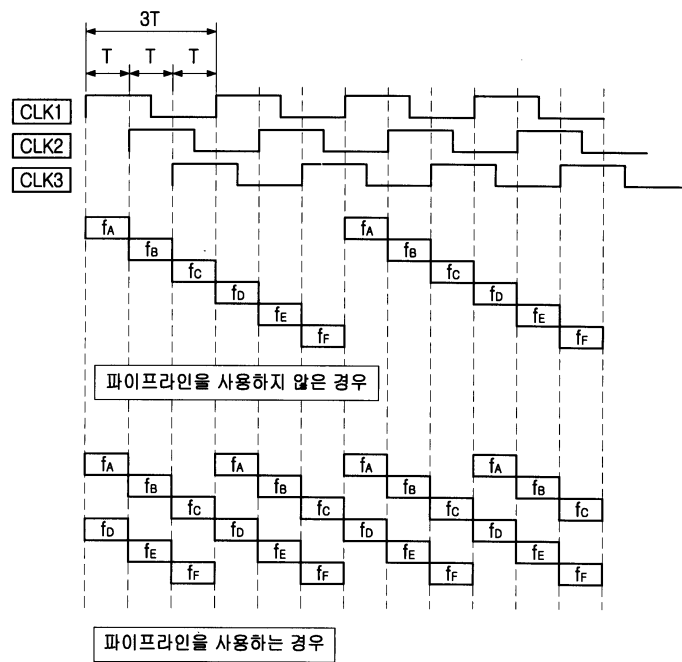 3T
T T T
CLK1
CLK2
CLK3
fA fA
fB fB
fC fC
fD fD
fE fE
fF fF
파이프라인을 사용하지 않은 경우
fA fA fA fA
fB fB fB fB
fC fC fC fC
fD fD fD fD
fE fE fE fE
fF fF fF fF
파이프라인을 사용하는 경우